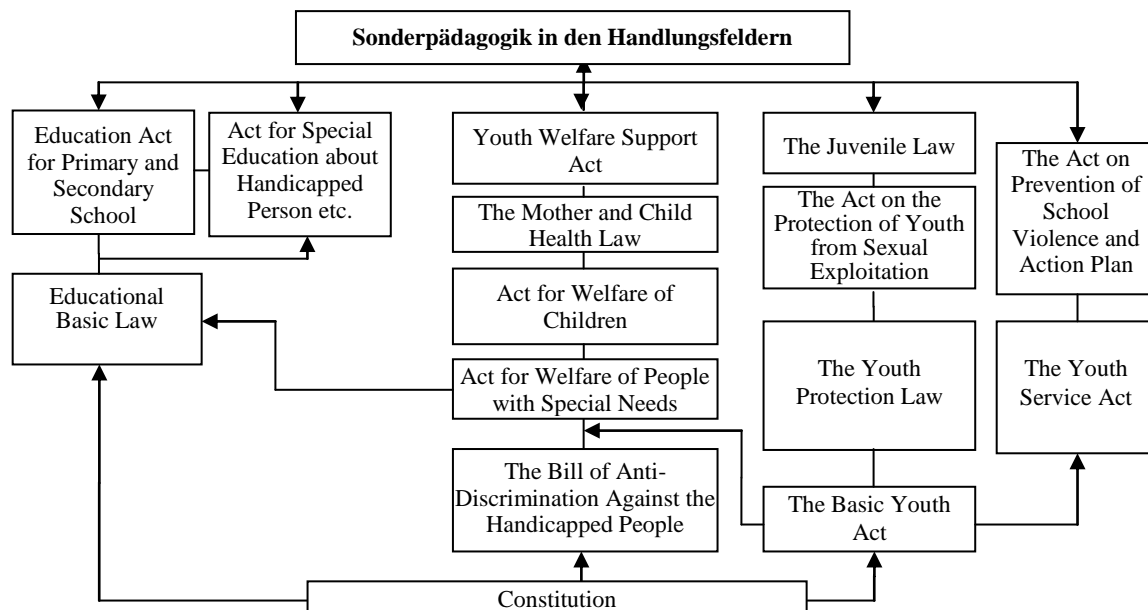 Sonderpädagogik in den Handlungsfeldern
Education Act
for Primary and
Secondary
School
Act for Special
Education about
Handicapped
Person etc.
Youth Welfare Support
Act
The Juvenile Law
The Act on
Prevention of
School
Violence and
Action Plan
The Mother and Child
Health Law
The Act on the
Protection of Youth
from Sexual
Exploitation
Educational
Basic Law
Act for Welfare of
Children
Act for Welfare of People
with Special Needs
The Youth
Protection Law
The Youth
Service Act
The Bill of Anti-
Discrimination Against the
Handicapped People
The Basic Youth
Act
Constitution